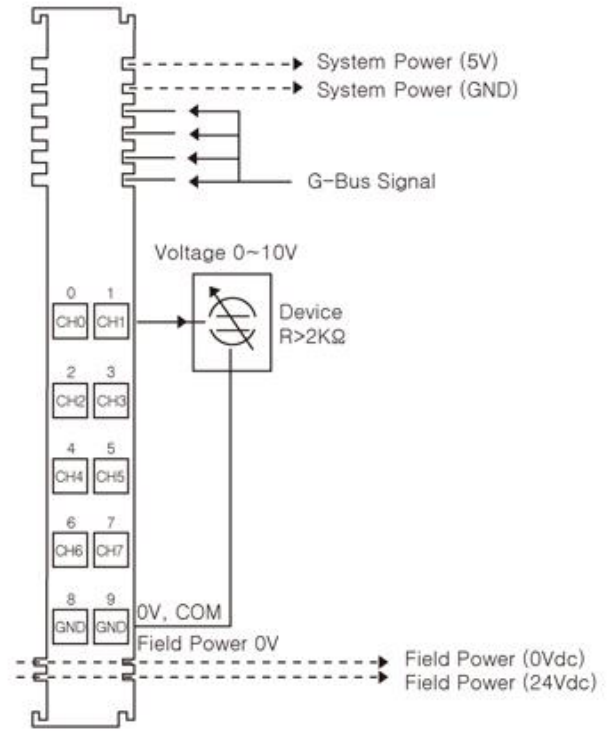 System Power (5V)
System Power (GND)
G-Bus Signal
Voltage 0~10V
0 1
CH0 CH1
Device
R>2KΩ
2 3
CH2 CH3
4 5
CH4 CH5
6 7
CH6 CH7
8 9
GND GND
0V, COM
Field Power 0V
Field Power (0Vdc)
Field Power (24Vdc)